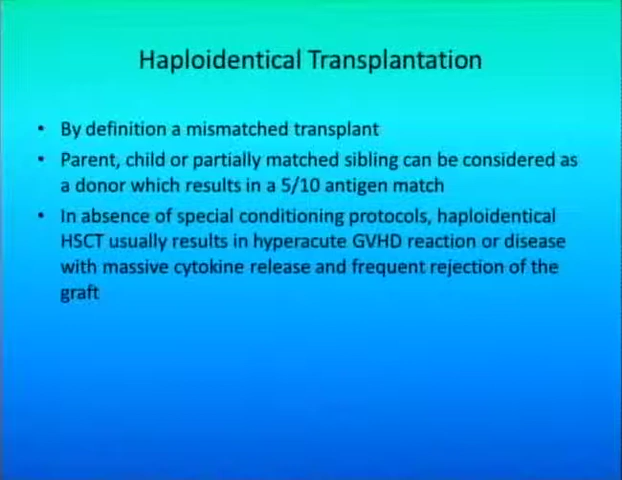 Haploidentical Transplantation
• By definition a mismatched transplant
• Parent, child or partially matched sibling can be considered as
a donor which results in a 5/10 antigen match
• In absence of special conditioning protocols, haploidentical
HSCT usually results in hyperacute GVHD reaction or disease
with massive cytokine release and frequent rejection of the
graft